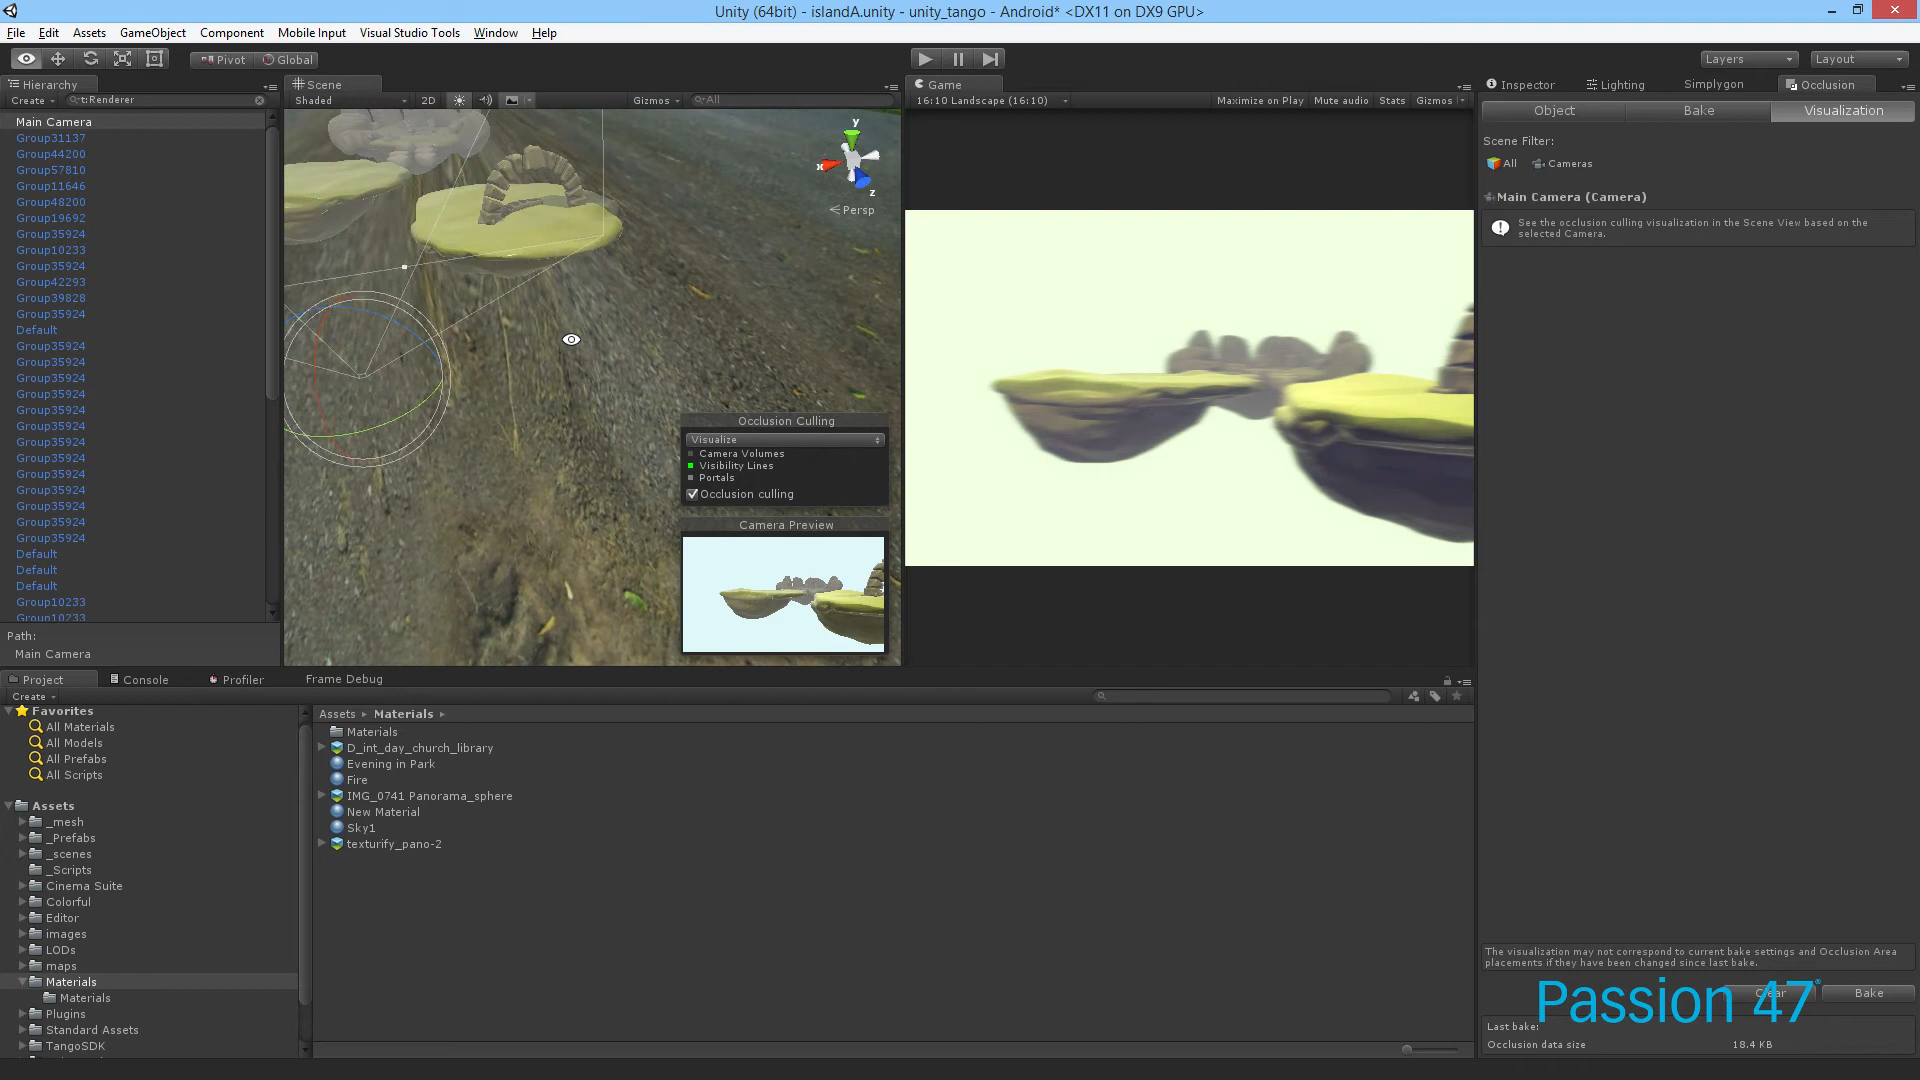 Unity (64bit) - islandA.unity - unity_tango - Android* <DX11 on DX9 GPU>
File Edit Assets GameObject Component Mobile Input Visual Studio Tools Window Help
Pivot Global
Layers Layout
Hierarchy
Create t:Renderer
Main Camera
Group31137
Group44200
Group57810
Group11646
Group48200
Group19692
Group35924
Group10233
Group35924
Group42293
Group39828
Group35924
Default
Group35924
Group35924
Group35924
Group35924
Group35924
Group35924
Group35924
Group35924
Group35924
Group35924
Group35924
Group35924
Group35924
Default
Default
Default
Group10233
Group10233
Path:
Main Camera
Scene
Shaded 2D Gizmos All
y
x
z
Persp
Occlusion Culling
Visualize
Camera Volumes
Visibility Lines
Portals
Occlusion culling
Camera Preview
Game
16:10 Landscape (16:10) Maximize on Play Mute audio Stats Gizmos
Inspector Lighting Simplygon Occlusion
Object Bake Visualization
Scene Filter:
All Cameras
Main Camera (Camera)
See the occlusion culling visualization in the Scene View based on the
selected Camera.
The visualization may not correspond to current bake settings and Occlusion Area
placements if they have been changed since last bake.
Clear Bake
Passion 47
Last bake:
Occlusion data size 18.4 KB
Project Console Profiler Frame Debug
Create
Favorites
All Materials
All Models
All Prefabs
All Scripts
Assets
_mesh
_Prefabs
_scenes
_Scripts
Cinema Suite
Colorful
Editor
images
LODs
maps
Materials
Materials
Plugins
Standard Assets
TangoSDK
Assets Materials
Materials
D_int_day_church_library
Evening in Park
Fire
IMG_0741 Panorama_sphere
New Material
Sky1
texturify_pano-2